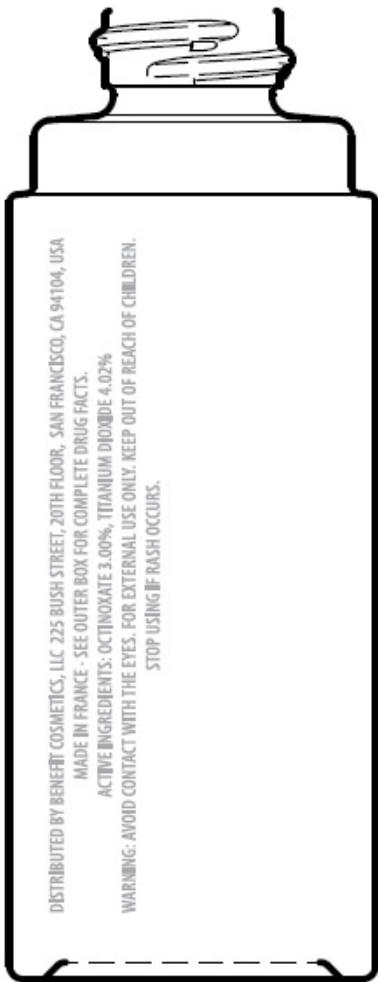 DISTRIBUTED BY BENEFIT COSMETICS, LLC 225 BUSH STREET, 20TH FLOOR, SAN FRANCISCO, CA 94104, USA
MADE IN FRANCE - SEE OUTER BOX FOR COMPLETE DRUG FACTS.
ACTIVE INGREDIENTS: OCTINOXATE 3.00%, TITANIUM DIOXIDE 4.02%
WARNING: AVOID CONTACT WITH THE EYES. FOR EXTERNAL USE ONLY. KEEP OUT OF REACH OF CHILDREN.
STOP USING IF RASH OCCURS.